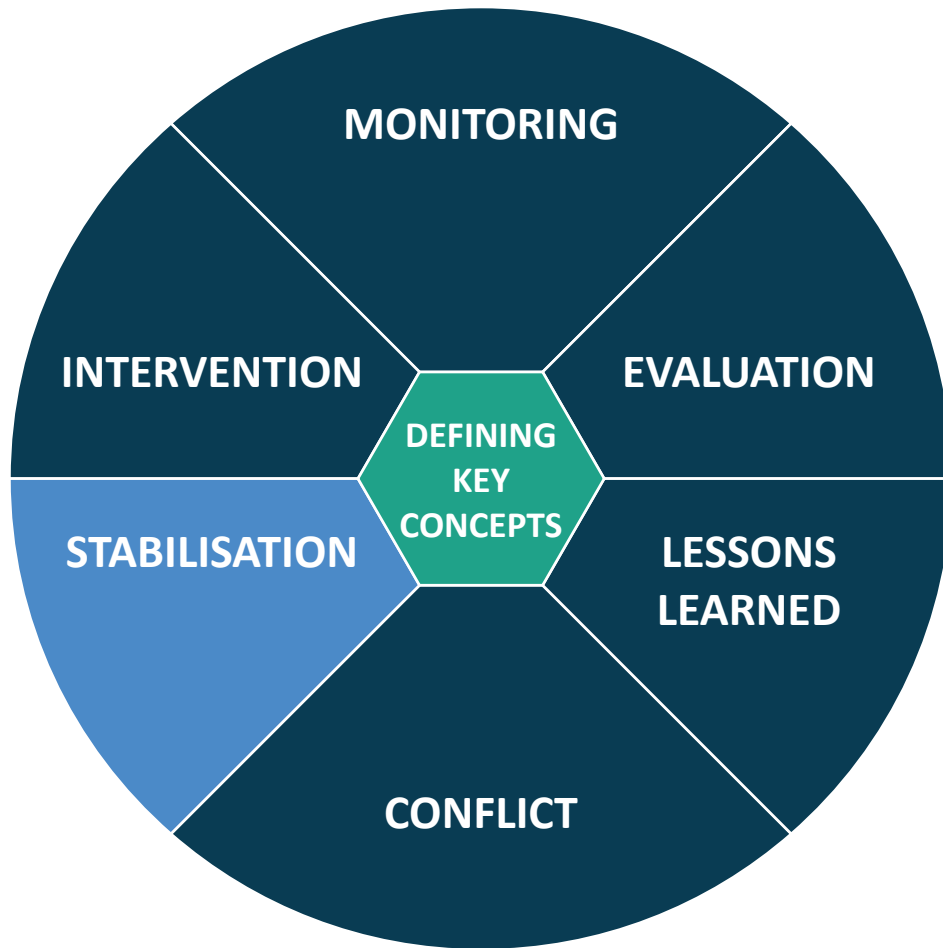 MONITORING
INTERVENTION
EVALUATION
DEFINING
KEY
CONCEPTS
STABILISATION
LESSONS
LEARNED
CONFLICT